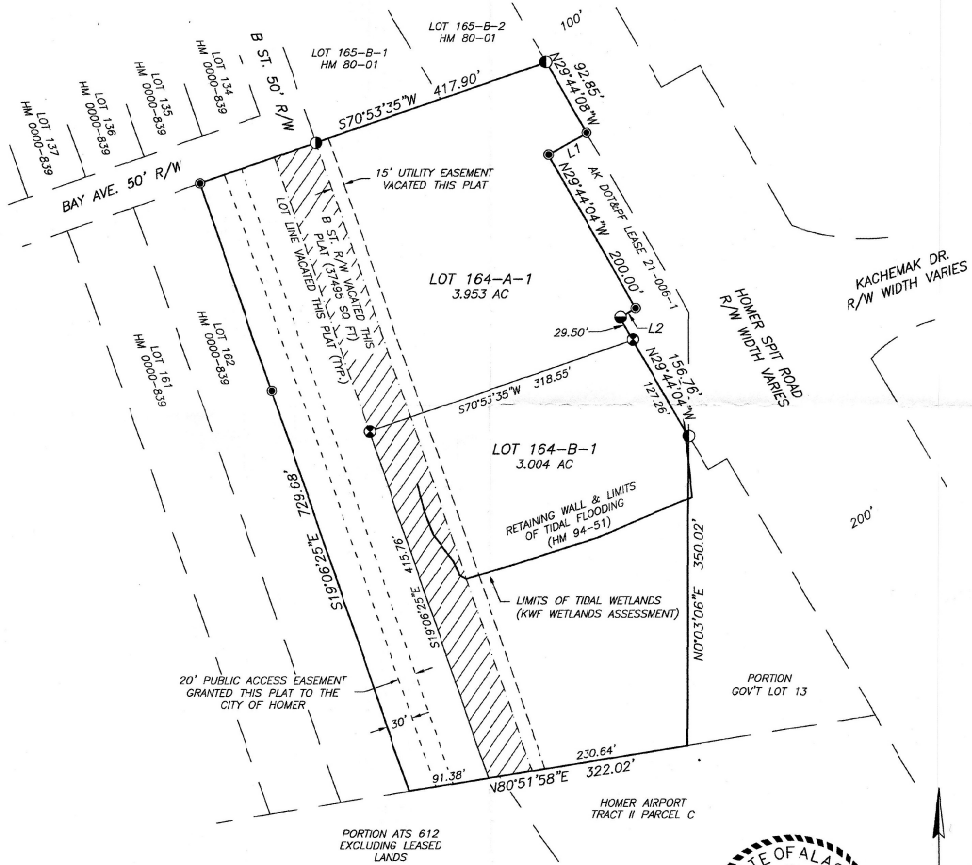 LOT 165-B-2
HM 80-01
100'
LOT 165-B-1
HM 80-01
B ST. 50' R/W
LOT 134
HM 0000-839
LOT 135
HM 0000-839
LOT 136
HM 0000-839
LOT 137
HM 0000-839
BAY AVE. 50' R/W
S70°53'35"W 417.90'
92.85'
N29°44'08"W
L1
15' UTILITY EASEMENT
VACATED THIS PLAT
AK DOT&PF LEASE 21-006-1
N29°44'04"W 200.00'
B ST. R/W VACATED THIS
PLAT (37495 SQ FT)
LOT LINE VACATED THIS PLAT (TYP.)
LOT 164-A-1
3.953 AC
KACHEMAK DR.
R/W WIDTH VARIES
HOMER SPIT ROAD
R/W WIDTH VARIES
29.50'
L2
156.76'
N29°44'04"W
127.26'
LOT 162
HM 0000-839
LOT 161
HM 0000-839
S70°53'35"W 318.55'
LOT 164-B-1
3.004 AC
RETAINING WALL & LIMITS
OF TIDAL FLOODING
(HM 94-51)
200'
S19°06'25"E 729.68'
S19°06'25"E 415.76'
N0°03'06"E 350.02'
LIMITS OF TIDAL WETLANDS
(KWF WETLANDS ASSESSMENT)
20' PUBLIC ACCESS EASEMENT
GRANTED THIS PLAT TO THE
CITY OF HOMER
30'
PORTION
GOV'T LOT 13
91.38'
230.64'
N80°51'58"E 322.02'
HOMER AIRPORT
TRACT II PARCEL C
PORTION ATS 612
EXCLUDING LEASED
LANDS
TE OF ALAS